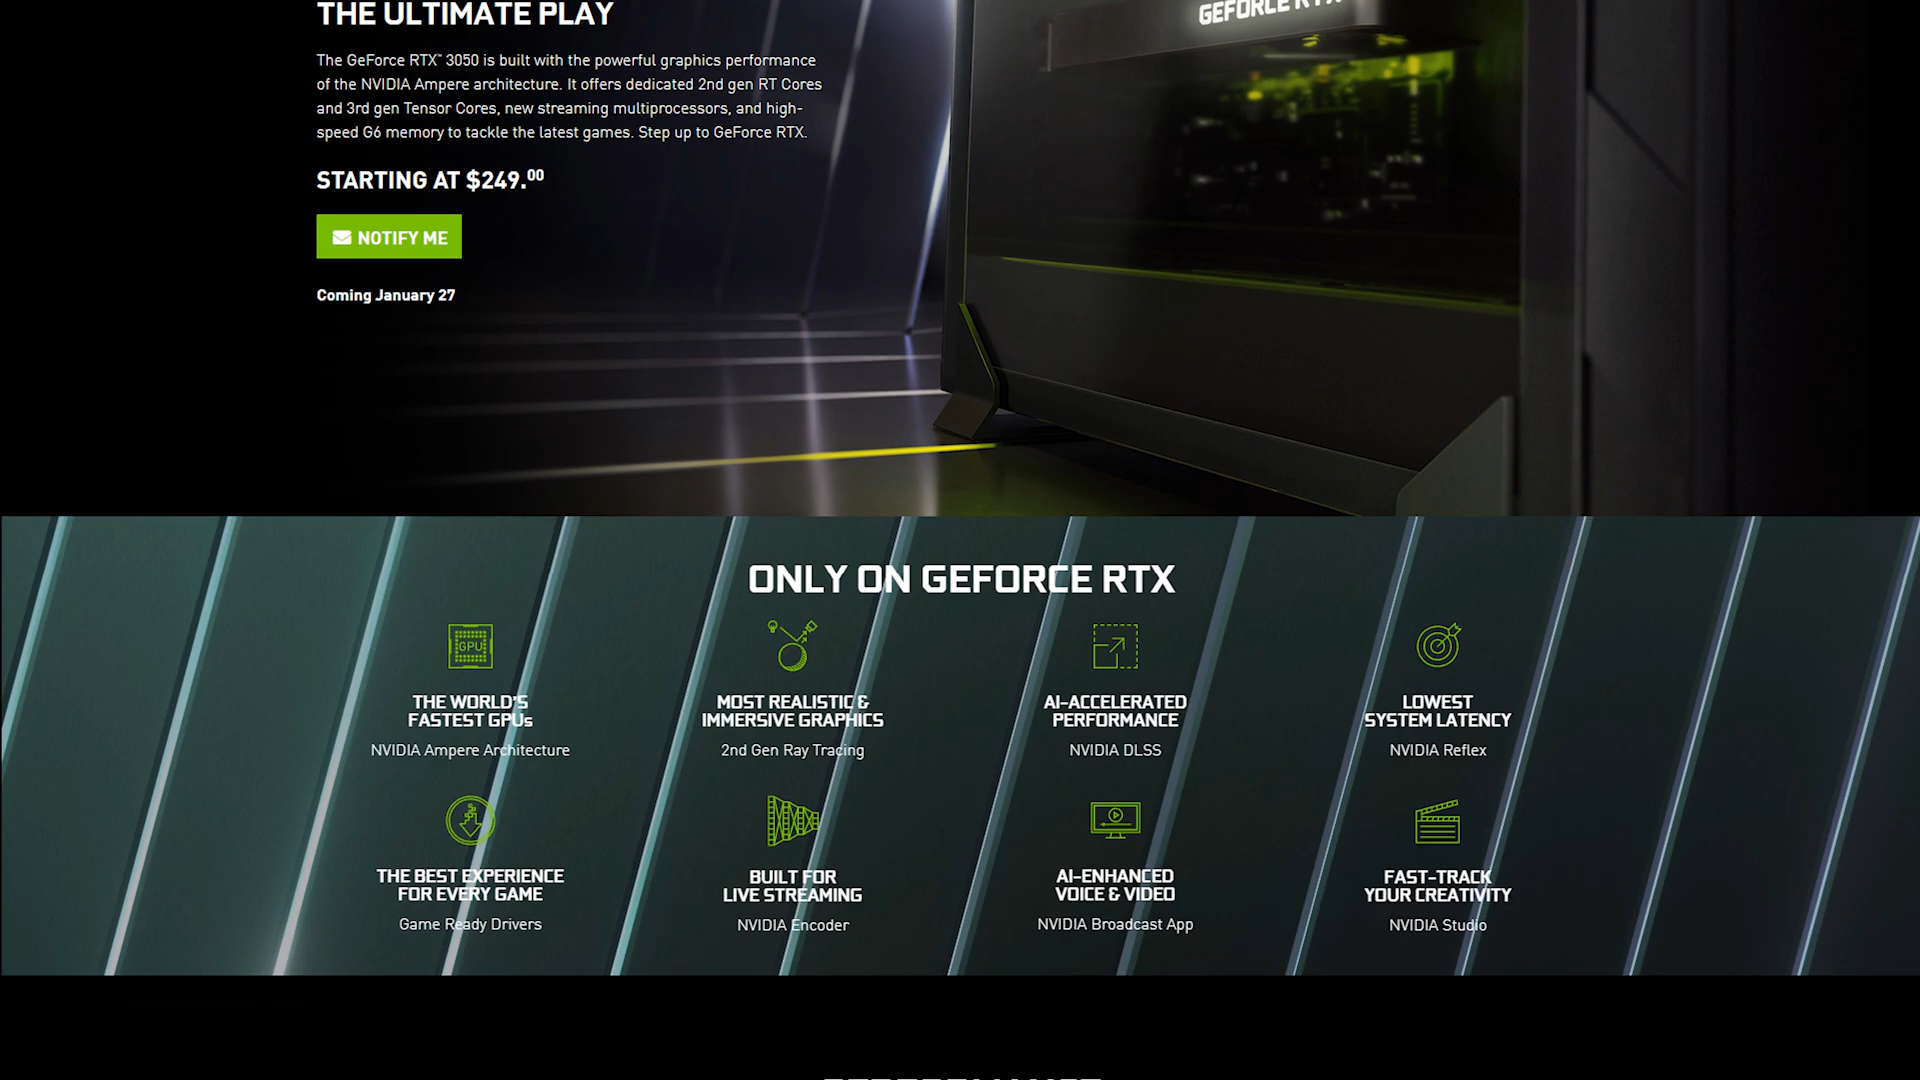 THE ULTIMATE PLAY
GEFORCE RTX
The GeForce RTX™ 3050 is built with the powerful graphics performance
of the NVIDIA Ampere architecture. It offers dedicated 2nd gen RT Cores
and 3rd gen Tensor Cores, new streaming multiprocessors, and high-
speed G6 memory to tackle the latest games. Step up to GeForce RTX.
STARTING AT $249.00
NOTIFY ME
Coming January 27
ONLY ON GEFORCE RTX
GPU
THE WORLD'S
FASTEST GPUs
NVIDIA Ampere Architecture
MOST REALISTIC &
IMMERSIVE GRAPHICS
2nd Gen Ray Tracing
AI-ACCELERATED
PERFORMANCE
NVIDIA DLSS
LOWEST
SYSTEM LATENCY
NVIDIA Reflex
THE BEST EXPERIENCE
FOR EVERY GAME
Game Ready Drivers
BUILT FOR
LIVE STREAMING
NVIDIA Encoder
AI-ENHANCED
VOICE & VIDEO
NVIDIA Broadcast App
FAST-TRACK
YOUR CREATIVITY
NVIDIA Studio